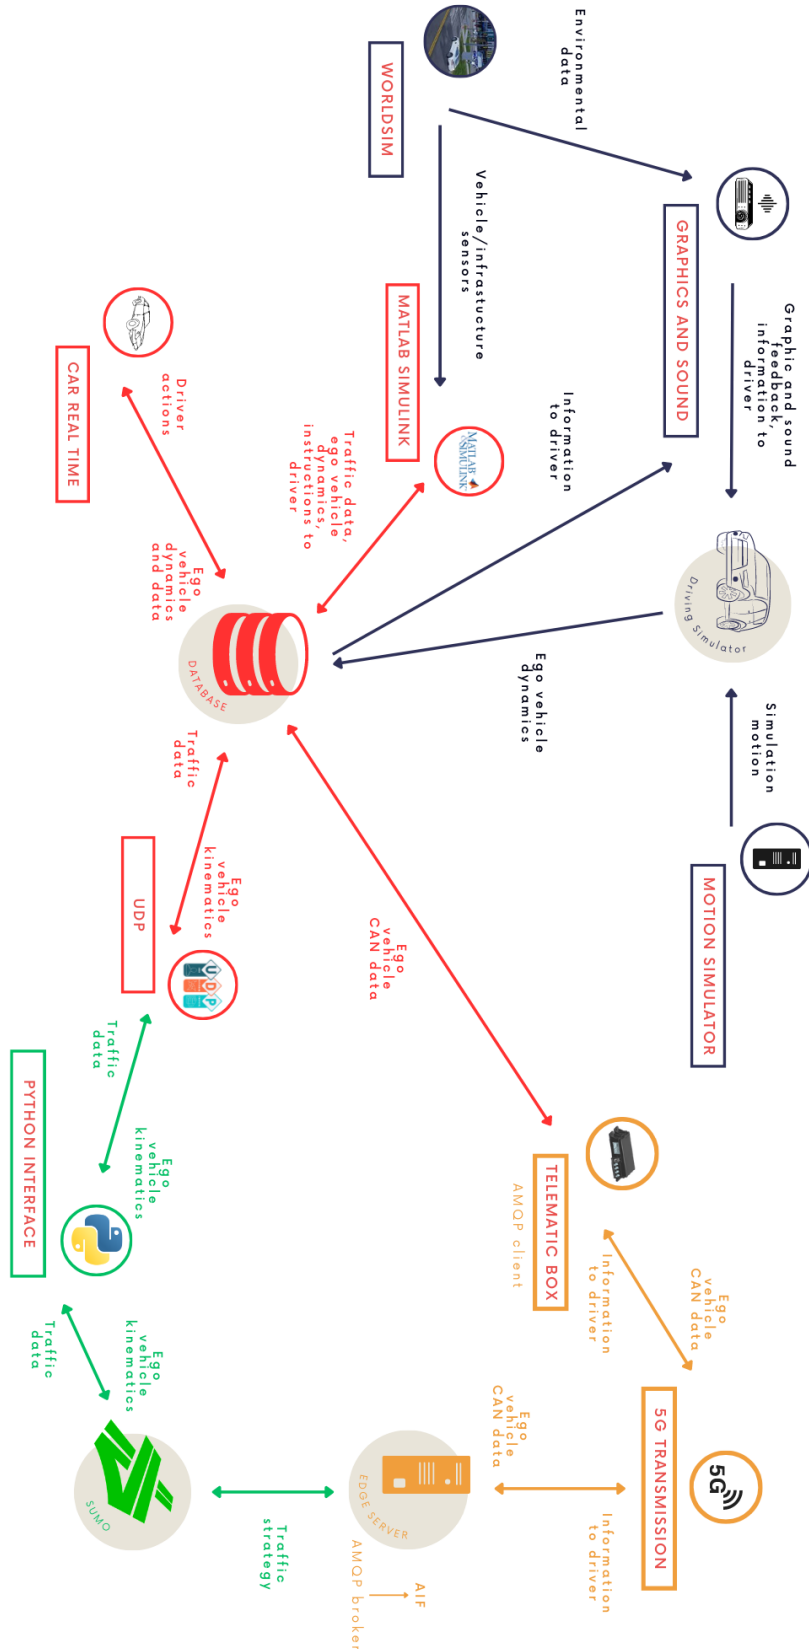 Environmental
data
WORLDSIM
GRAPHICS AND SOUND
Graphic and sound
feedback,
information to
driver
Vehicle/infrastucture
sensors
MATLAB SIMULINK
MATLAB
&SIMULINK
Driver
actions
CAR REAL TIME
Traffic data,
ego vehicle
dynamics,
instructions to
driver
Information
to driver
Driving Simulator
Ego
vehicle
dynamics
and data
DATABASE
Ego vehicle
dynamics
Simulation
motion
MOTION SIMULATOR
Traffic
data
Ego
vehicle
kinematics
UDP
UDP
Ego
vehicle
CAN data
TELEMATIC BOX
AMQP client
Traffic
data
Ego
vehicle
kinematics
PYTHON INTERFACE
Information
to driver
Ego
vehicle
CAN data
5G
5G TRANSMISSION
Traffic
data
Ego
vehicle
kinematics
SUMO
Traffic
strategy
EDGE SERVER
AMQP broker
AIF
Ego
vehicle
CAN data
Information
to driver